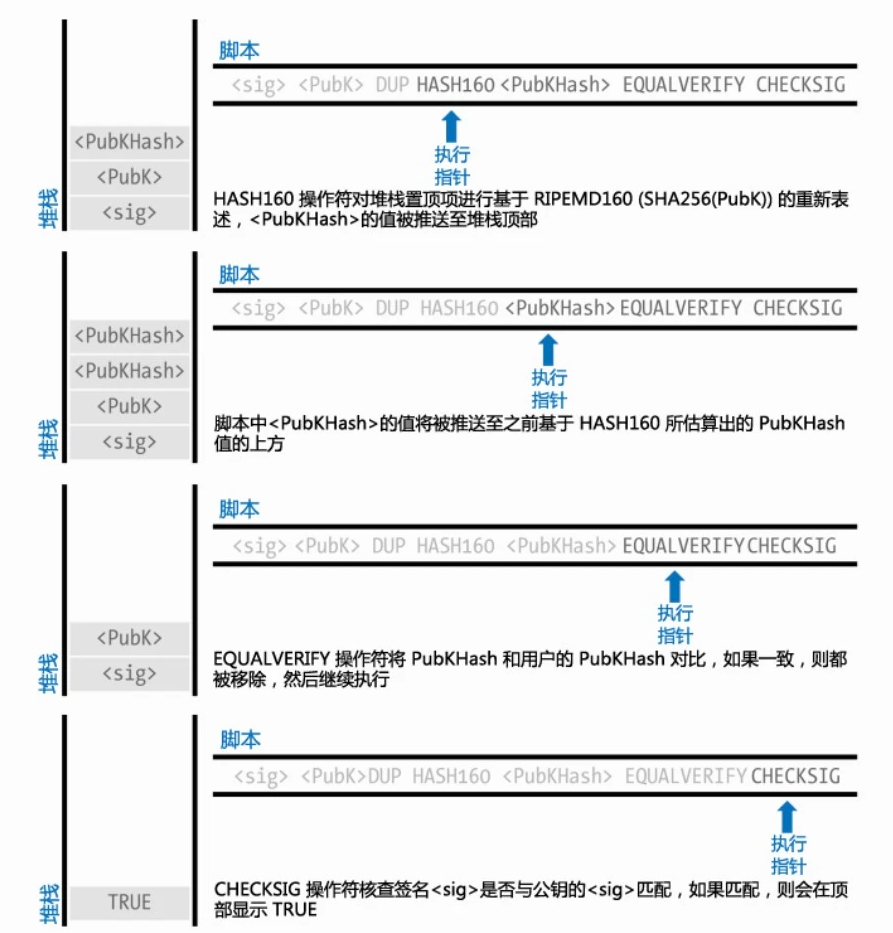 脚本
<sig> <PubK> DUP HASH160 <PubKHash> EQUALVERIFY CHECKSIG
执行
指针
<PubKHash>
<PubK>
<sig>
堆栈
HASH160 操作符对堆栈置顶项进行基于 RIPEMD160 (SHA256(PubK)) 的重新表
述，<PubKHash>的值被推送至堆栈顶部
脚本
<sig> <PubK> DUP HASH160 <PubKHash> EQUALVERIFY CHECKSIG
执行
指针
<PubKHash>
<PubKHash>
<PubK>
<sig>
堆栈
脚本中<PubKHash>的值将被推送至之前基于 HASH160 所估算出的 PubKHash
值的上方
脚本
<sig> <PubK> DUP HASH160 <PubKHash> EQUALVERIFY CHECKSIG
执行
指针
<PubK>
<sig>
堆栈
EQUALVERIFY 操作符将 PubKHash 和用户的 PubKHash 对比，如果一致，则都
被移除，然后继续执行
脚本
<sig> <PubK>DUP HASH160 <PubKHash> EQUALVERIFY CHECKSIG
执行
指针
TRUE
堆栈
CHECKSIG 操作符核查签名<sig>是否与公钥的<sig>匹配，如果匹配，则会在顶
部显示 TRUE